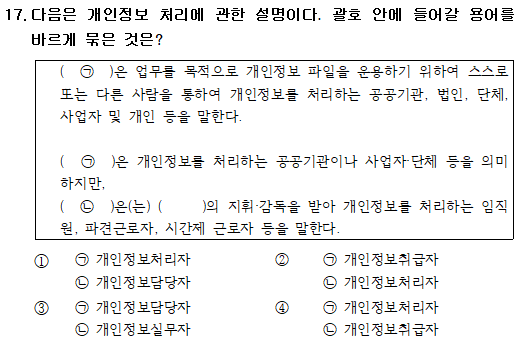 17. 다음은 개인정보 처리에 관한 설명이다. 괄호 안에 들어갈 용어를
바르게 묶은 것은?
( ㉠ )은 업무를 목적으로 개인정보 파일을 운용하기 위하여 스스로
또는 다른 사람을 통하여 개인정보를 처리하는 공공기관, 법인, 단체,
사업자 및 개인 등을 말한다.
( ㉠ )은 개인정보를 처리하는 공공기관이나 사업자·단체 등을 의미
하지만,
( ㉡ )은(는) ( )의 지휘·감독을 받아 개인정보를 처리하는 임직
원, 파견근로자, 시간제 근로자 등을 말한다.
① ㉠ 개인정보처리자 ② ㉠ 개인정보취급자
㉡ 개인정보담당자 ㉡ 개인정보처리자
③ ㉠ 개인정보담당자 ④ ㉠ 개인정보처리자
㉡ 개인정보실무자 ㉡ 개인정보취급자